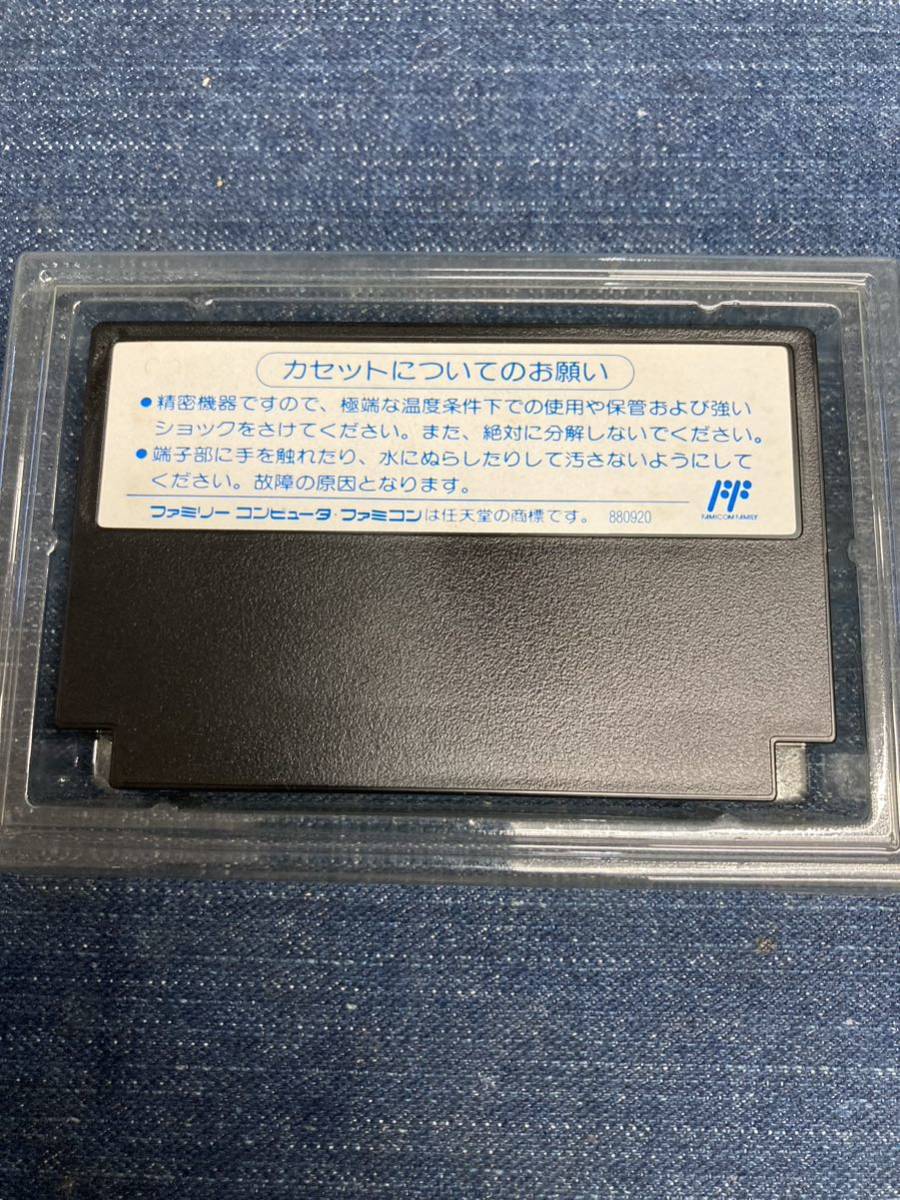 カセットについてのお願い
●精密機器ですので、極端な温度条件下での使用や保管および強い
ショックをさけてください。また、絶対に分解しないでください。
●端子部に手を触れたり、水にぬらしたりして汚さないようにして
ください。故障の原因となります。
FAMICOM FAMILY
ファミリー コンピュータ・ファミコンは任天堂の商標です。 880920